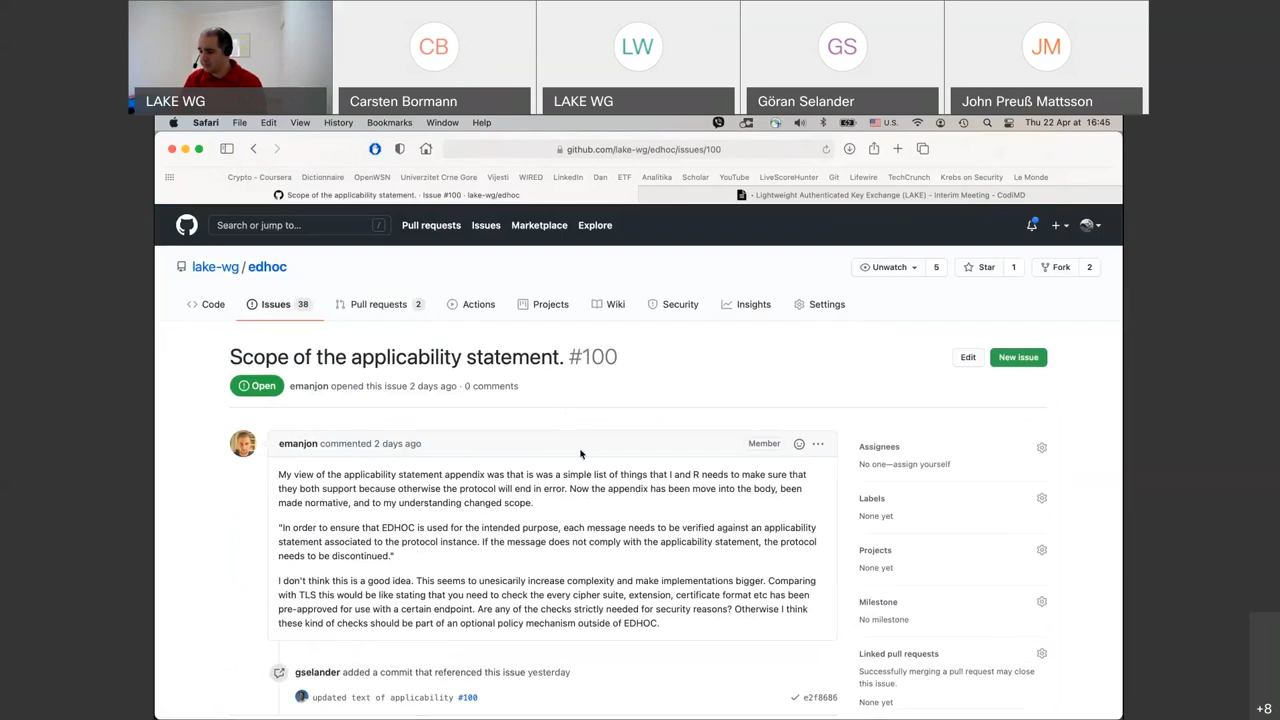 CB
LW
GS
JM
LAKE WG
Carsten Bormann
LAKE WG
Göran Selander
John Preuß Mattsson
Safari File Edit View History Bookmarks Window Help
U.S.
Thu 22 Apr at 16:45
github.com/lake-wg/edhoc/issues/100
Crypto - Coursera Dictionnaire OpenWSN Univerzitet Crne Gore Vijesti WIRED LinkedIn Dan ETF Analitika Scholar YouTube LiveScoreHunter Git Lifewire TechCrunch Krebs on Security Le Monde
Scope of the applicability statement. · Issue #100 · lake-wg/edhoc
Lightweight Authenticated Key Exchange (LAKE) - Interim Meeting - CodiMD
Search or jump to... /
Pull requests Issues Marketplace Explore
lake-wg / edhoc
Unwatch 5 Star 1 Fork 2
Code Issues 38 Pull requests 2 Actions Projects Wiki Security Insights Settings
Scope of the applicability statement. #100
Edit New issue
Open emanjon opened this issue 2 days ago · 0 comments
emanjon commented 2 days ago
Member
My view of the applicability statement appendix was that is was a simple list of things that I and R needs to make sure that
they both support because otherwise the protocol will end in error. Now the appendix has been move into the body, been
made normative, and to my understanding changed scope.
"In order to ensure that EDHOC is used for the intended purpose, each message needs to be verified against an applicability
statement associated to the protocol instance. If the message does not comply with the applicability statement, the protocol
needs to be discontinued."
I don't think this is a good idea. This seems to unesicarily increase complexity and make implementations bigger. Comparing
with TLS this would be like stating that you need to check the every cipher suite, extension, certificate format etc has been
pre-approved for use with a certain endpoint. Are any of the checks strictly needed for security reasons? Otherwise I think
these kind of checks should be part of an optional policy mechanism outside of EDHOC.
gselander added a commit that referenced this issue yesterday
updated text of applicability #100
e2f8686
Assignees
No one—assign yourself
Labels
None yet
Projects
None yet
Milestone
No milestone
Linked pull requests
Successfully merging a pull request may close
this issue.
None yet
+8